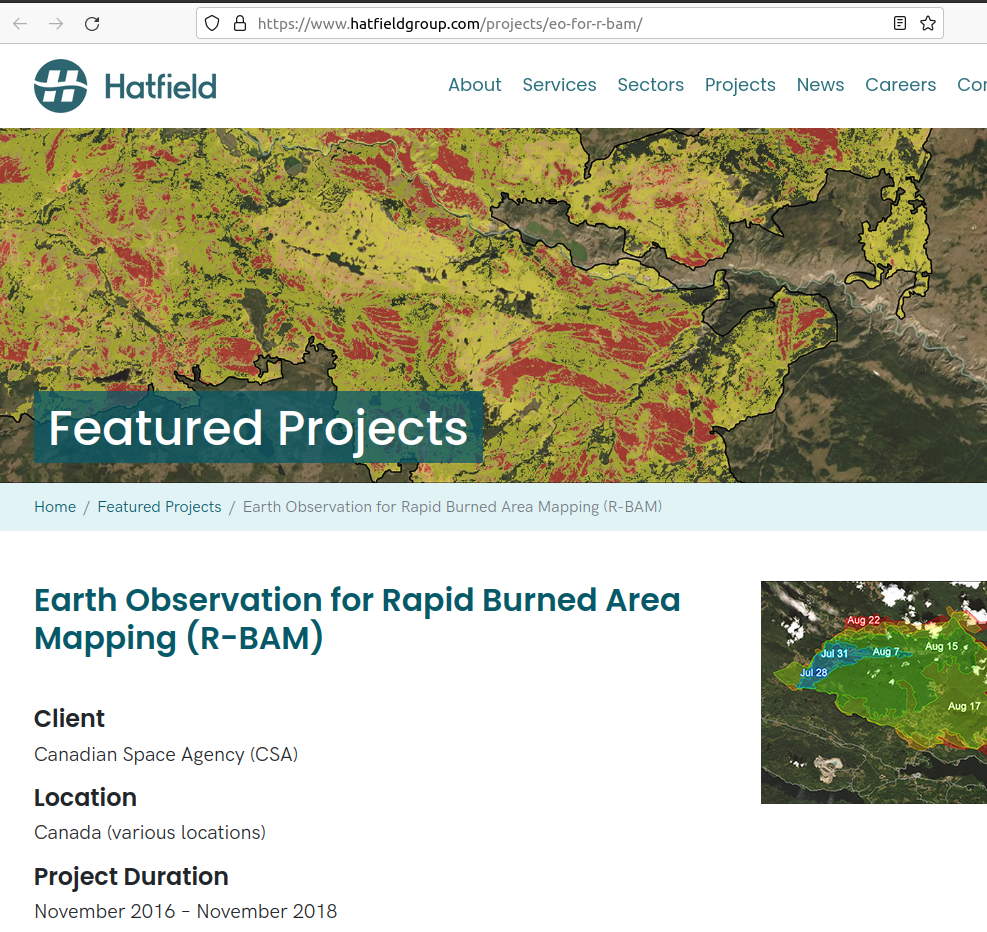 https://www.hatfieldgroup.com/projects/eo-for-r-bam/
Hatfield
About Services Sectors Projects News Careers Con
Featured Projects
Home / Featured Projects / Earth Observation for Rapid Burned Area Mapping (R-BAM)
Earth Observation for Rapid Burned Area
Mapping (R-BAM)
Aug 22
Jul 31 Aug 7 Aug 15
Jul 28
Aug 17
Client
Canadian Space Agency (CSA)
Location
Canada (various locations)
Project Duration
November 2016 – November 2018